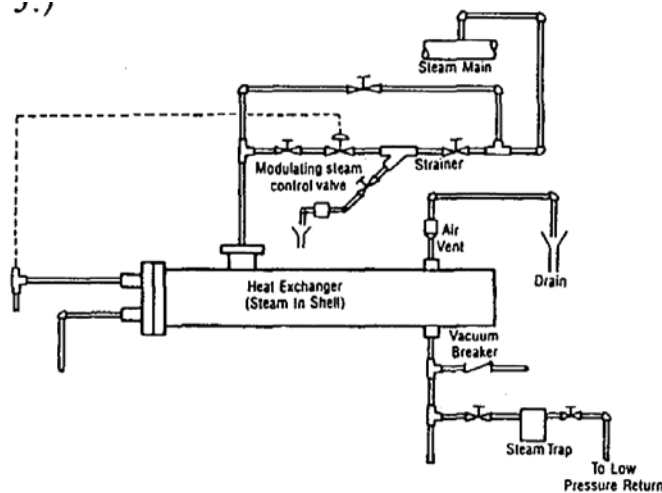 5.)
Steam Main
Modulating steam
control valve
Strainer
Air
Vent
Drain
Heat Exchanger
(Steam In Shell)
Vacuum
Breaker
Steam Trap
To Low
Pressure Return